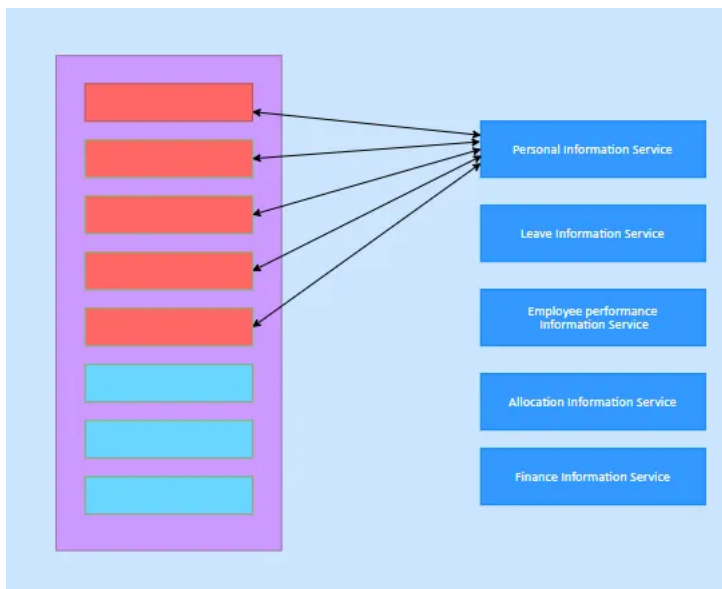 Personal Information Service
Leave Information Service
Employee performance
Information Service
Allocation Information Service
Finance Information Service